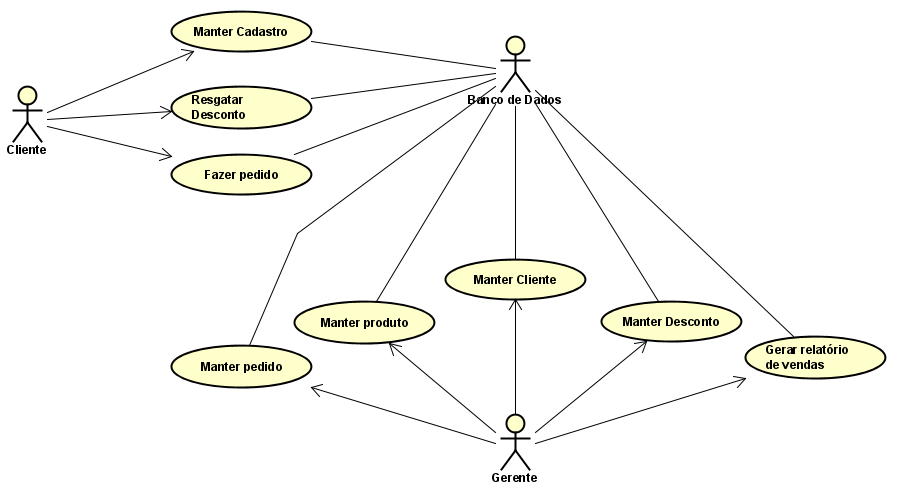 Manter Cadastro
Resgatar
Desconto
Fazer pedido
Cliente
Banco de Dados
Manter Cliente
Manter produto
Manter Desconto
Gerar relatório
de vendas
Manter pedido
Gerente